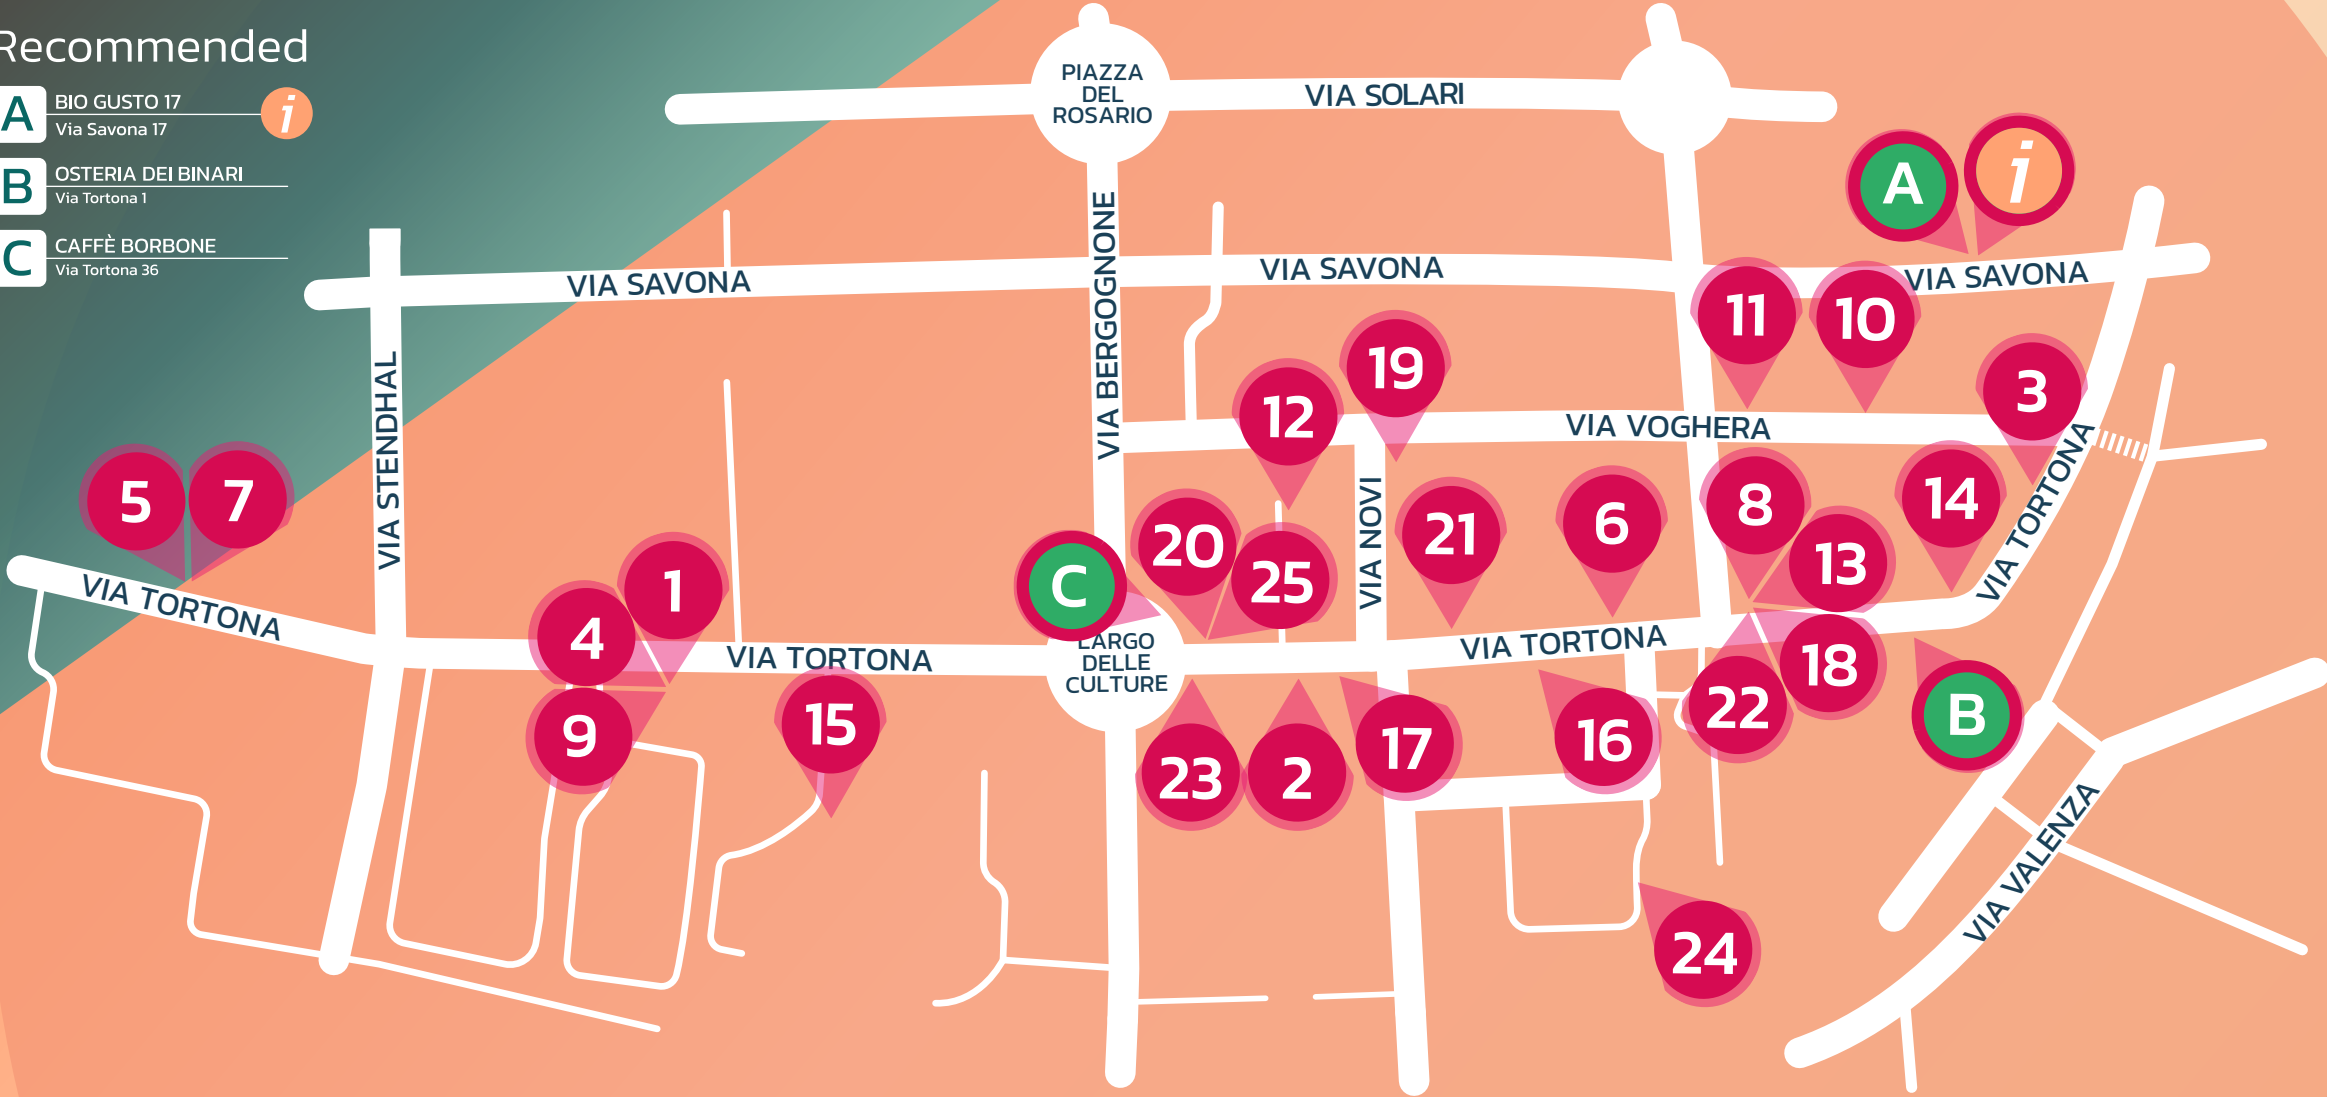 Recommended
A
BIO GUSTO 17
i
Via Savona 17
B
OSTERIA DEI BINARI
Via Tortona 1
C
CAFFÈ BORBONE
Via Tortona 36
PIAZZA
DEL
ROSARIO
VIA SOLARI
A
i
VIA SAVONA
VIA SAVONA
VIA SAVONA
VIA BERGOGNONE
VIA STENDHAL
11
10
19
3
12
VIA VOGHERA
5
7
20
25
VIA NOVI
21
6
8
14
13
VIA TORTONA
VIA TORTONA
1
4
C
LARGO
DELLE
CULTURE
VIA TORTONA
VIA TORTONA
9
15
23
2
17
16
22
18
B
VIA VALENZA
24